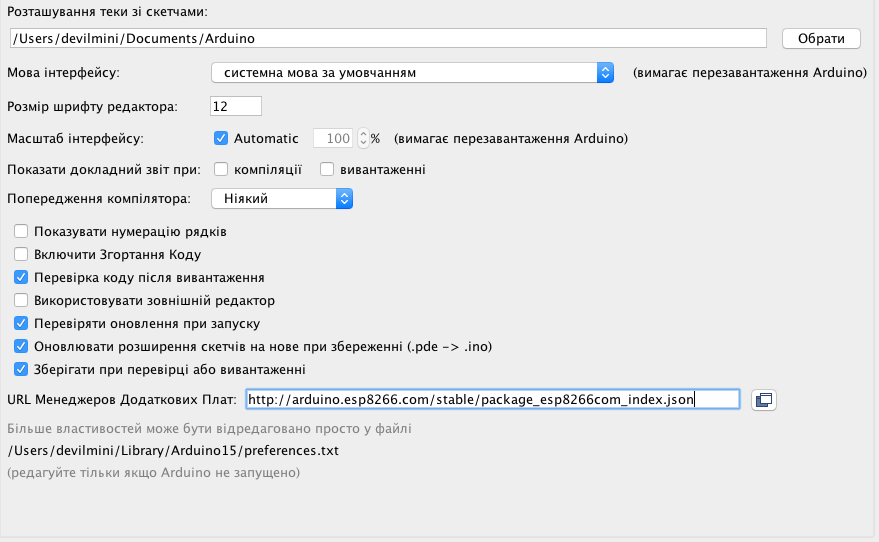 Розташування теки зі скетчами:
/Users/devilmini/Documents/Arduino Обрати
Мова інтерфейсу: системна мова за умовчанням (вимагає перезавантаження Arduino)
Розмір шрифту редактора: 12
Масштаб інтерфейсу: Automatic 100 % (вимагає перезавантаження Arduino)
Показати докладний звіт при: компіляції вивантаженні
Попередження компілятора: Ніякий
Показувати нумерацію рядків
Включити Згортання Коду
Перевірка коду після вивантаження
Використовувати зовнішній редактор
Перевіряти оновлення при запуску
Оновлювати розширення скетчів на нове при збереженні (.pde -> .ino)
Зберігати при перевірці або вивантаженні
URL Менеджеров Додаткових Плат: http://arduino.esp8266.com/stable/package_esp8266com_index.json
Більше властивостей може бути відредаговано просто у файлі
/Users/devilmini/Library/Arduino15/preferences.txt
(редагуйте тільки якщо Arduino не запущено)